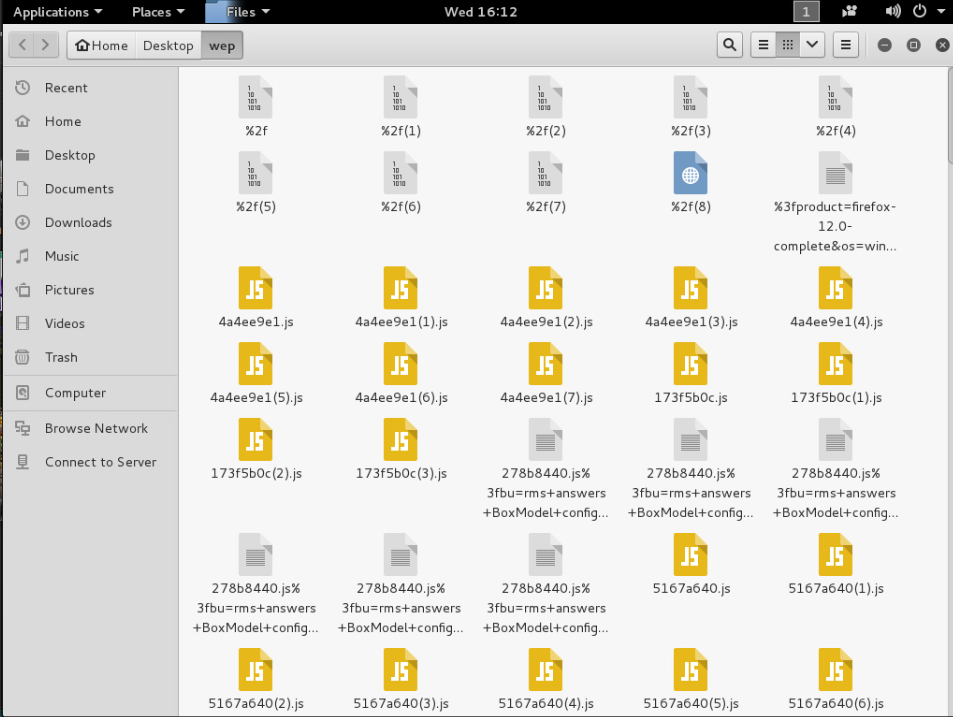 Applications Places Files Wed 16:12 1
Home Desktop wep
Recent
Home
Desktop
Documents
Downloads
Music
Pictures
Videos
Trash
Computer
Browse Network
Connect to Server
%2f %2f(1) %2f(2) %2f(3) %2f(4)
%2f(5) %2f(6) %2f(7) %2f(8) %3fproduct=firefox-
12.0-
complete&os=win...
4a4ee9e1.js 4a4ee9e1(1).js 4a4ee9e1(2).js 4a4ee9e1(3).js 4a4ee9e1(4).js
4a4ee9e1(5).js 4a4ee9e1(6).js 4a4ee9e1(7).js 173f5b0c.js 173f5b0c(1).js
173f5b0c(2).js 173f5b0c(3).js 278b8440.js% 278b8440.js% 278b8440.js%
3fbu=rms+answers 3fbu=rms+answers 3fbu=rms+answers
+BoxModel+config... +BoxModel+config... +BoxModel+config...
278b8440.js% 278b8440.js% 278b8440.js% 5167a640.js 5167a640(1).js
3fbu=rms+answers 3fbu=rms+answers 3fbu=rms+answers
+BoxModel+config... +BoxModel+config... +BoxModel+config...
5167a640(2).js 5167a640(3).js 5167a640(4).js 5167a640(5).js 5167a640(6).js